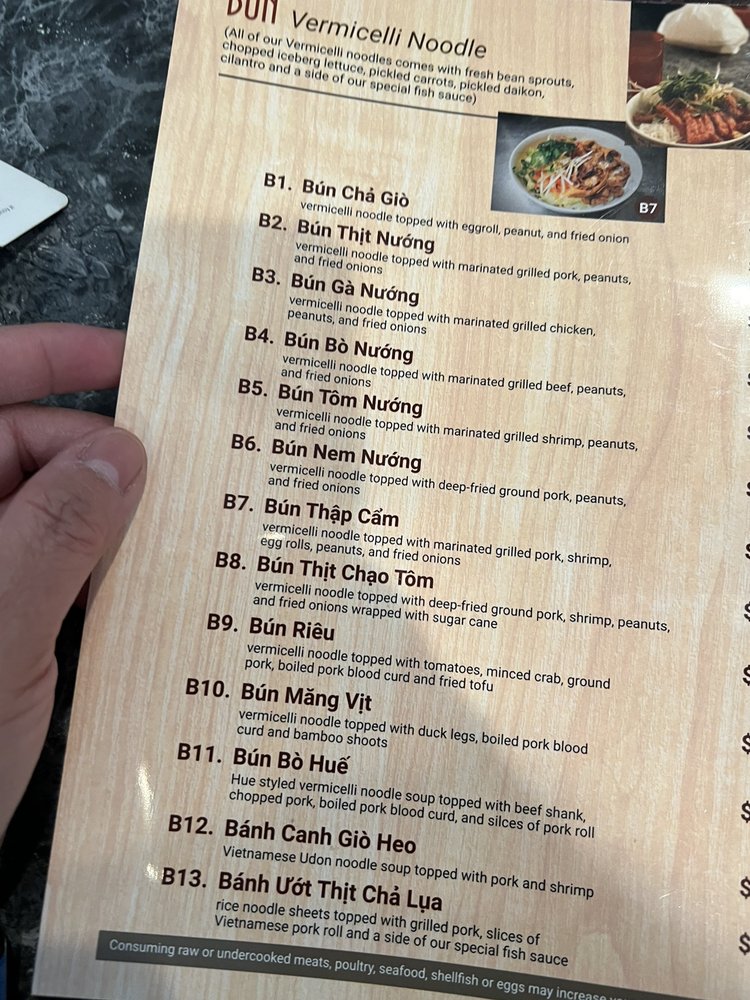 BÚN Vermicelli Noodle
(All of our Vermicelli noodles comes with fresh bean sprouts,
chopped iceberg lettuce, pickled carrots, pickled daikon,
cilantro and a side of our special fish sauce)
B7
B1. Bún Chả Giò
vermicelli noodle topped with eggroll, peanut, and fried onion
B2. Bún Thịt Nướng
vermicelli noodle topped with marinated grilled pork, peanuts,
and fried onions
B3. Bún Gà Nướng
vermicelli noodle topped with marinated grilled chicken,
peanuts, and fried onions
B4. Bún Bò Nướng
vermicelli noodle topped with marinated grilled beef, peanuts,
and fried onions
B5. Bún Tôm Nướng
vermicelli noodle topped with marinated grilled shrimp, peanuts,
and fried onions
B6. Bún Nem Nướng
vermicelli noodle topped with deep-fried ground pork, peanuts,
and fried onions
B7. Bún Thập Cẩm
vermicelli noodle topped with marinated grilled pork, shrimp,
egg rolls, peanuts, and fried onions
B8. Bún Thịt Chạo Tôm
vermicelli noodle topped with deep-fried ground pork, shrimp, peanuts,
and fried onions wrapped with sugar cane
B9. Bún Riêu
vermicelli noodle topped with tomatoes, minced crab, ground
pork, boiled pork blood curd and fried tofu
B10. Bún Măng Vịt
vermicelli noodle topped with duck legs, boiled pork blood
curd and bamboo shoots
B11. Bún Bò Huế
Hue styled vermicelli noodle soup topped with beef shank,
chopped pork, boiled pork blood curd, and silces of pork roll
B12. Bánh Canh Giò Heo
Vietnamese Udon noodle soup topped with pork and shrimp
B13. Bánh Ướt Thịt Chả Lụa
rice noodle sheets topped with grilled pork, slices of
Vietnamese pork roll and a side of our special fish sauce
Consuming raw or undercooked meats, poultry, seafood, shellfish or eggs may increase